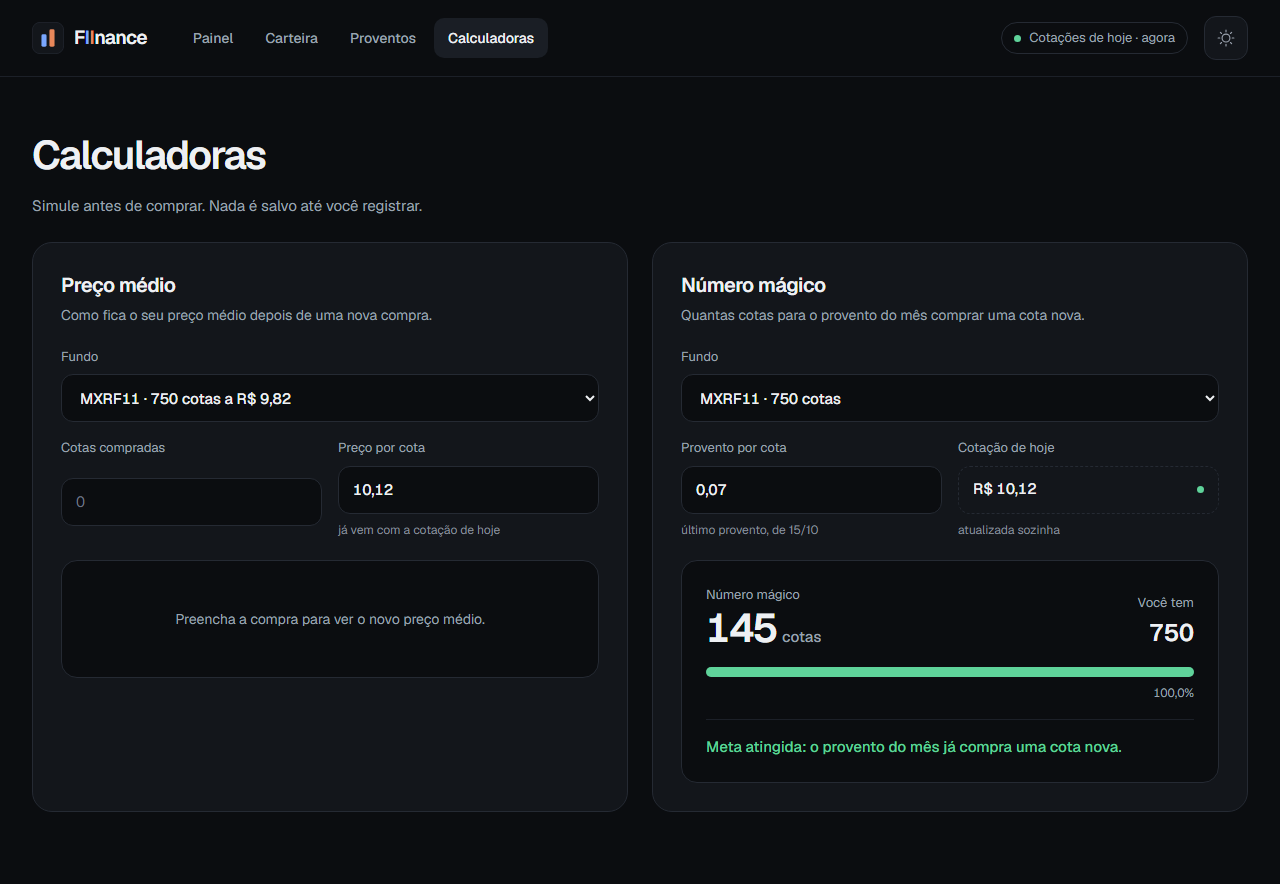 FIInance
Painel
Carteira
Proventos
Calculadoras
Cotações de hoje · agora
Calculadoras
Simule antes de comprar. Nada é salvo até você registrar.
Preço médio
Como fica o seu preço médio depois de uma nova compra.
Fundo
MXRF11 · 750 cotas a R$ 9,82
Cotas compradas
Preço por cota
0
10,12
já vem com a cotação de hoje
Preencha a compra para ver o novo preço médio.
Número mágico
Quantas cotas para o provento do mês comprar uma cota nova.
Fundo
MXRF11 · 750 cotas
Provento por cota
Cotação de hoje
0,07
R$ 10,12
último provento, de 15/10
atualizada sozinha
Número mágico
Você tem
145 cotas
750
100,0%
Meta atingida: o provento do mês já compra uma cota nova.